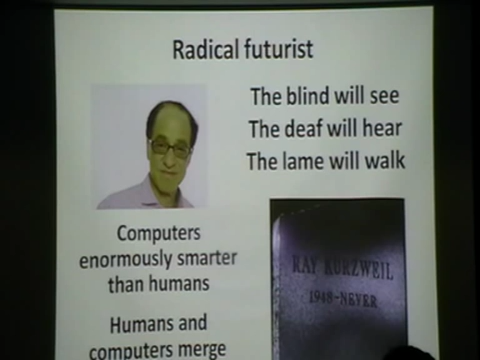 Radical futurist
The blind will see
The deaf will hear
The lame will walk
Computers
enormously smarter
than humans
Humans and
computers merge
RAY KURZWEIL
1948-NEVER